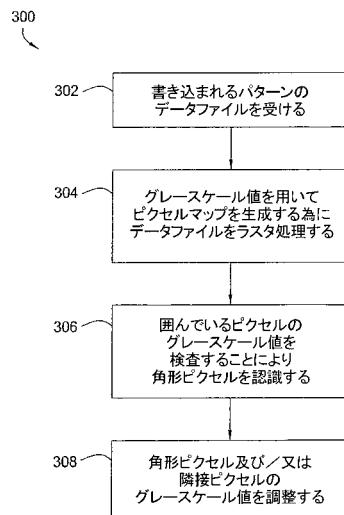 300
302
書き込まれるパターンの
データファイルを受ける
304
グレースケール値を用いて
ピクセルマップを生成する為に
データファイルをラスタ処理する
306
囲んでいるピクセルの
グレースケール値を
検査することにより
角形ピクセルを認識する
308
角形ピクセル及び／又は
隣接ピクセルの
グレースケール値を調整する